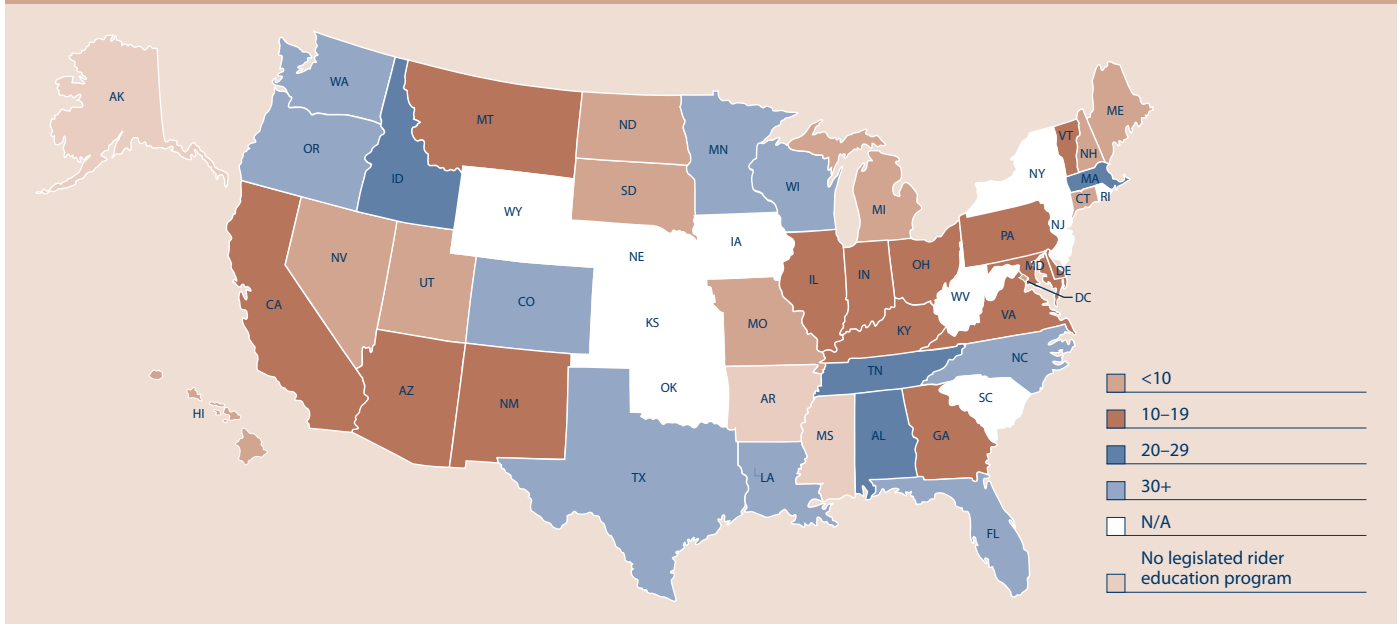 AK
WA
MT
ND
MN
ME
VT
NH
OR
ID
SD
WI
MI
NY
MA
CT
RI
WY
IA
NE
NJ
PA
NV
UT
CO
IL
IN
OH
MD
DE
WV
DC
CA
KS
MO
KY
VA
AZ
NM
OK
AR
TN
NC
SC
HI
MS
AL
GA
TX
LA
FL
<10
10–19
20–29
30+
N/A
No legislated rider
education program